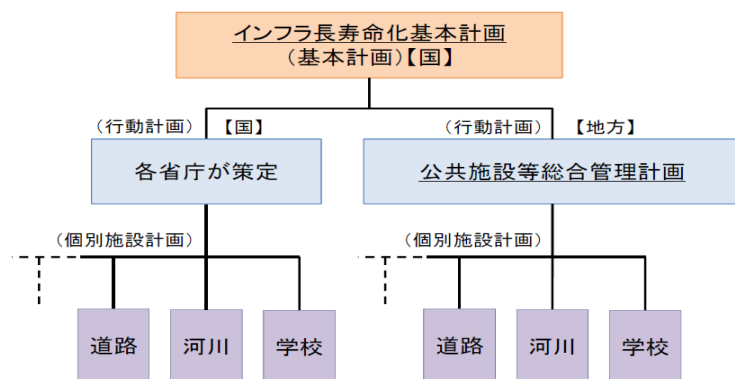 インフラ長寿命化基本計画
(基本計画)【国】
(行動計画) 【国】
(行動計画) 【地方】
各省庁が策定
公共施設等総合管理計画
(個別施設計画)
(個別施設計画)
道路
河川
学校
道路
河川
学校